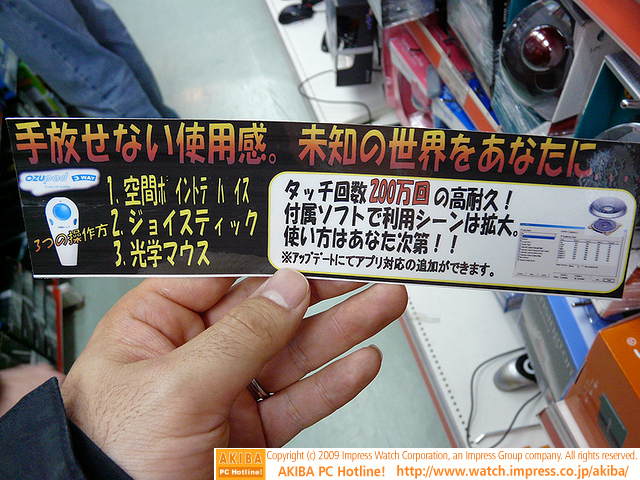 手放せない使用感。未知の世界をあなたに…
ozupad 3 WAY
3つの操作方
1. 空間ポインティングデバイス
2. ジョイスティック
3. 光学マウス
タッチ回数200万回の高耐久!
付属ソフトで利用シーンは拡大。
使い方はあなた次第!!
※アップデートにてアプリ対応の追加ができます。
AKIBA
PC Hotline!
Copyright (c) 2009 Impress Watch Corporation, an Impress Group company. All rights reserved.
AKIBA PC Hotline! http://www.watch.impress.co.jp/akiba/